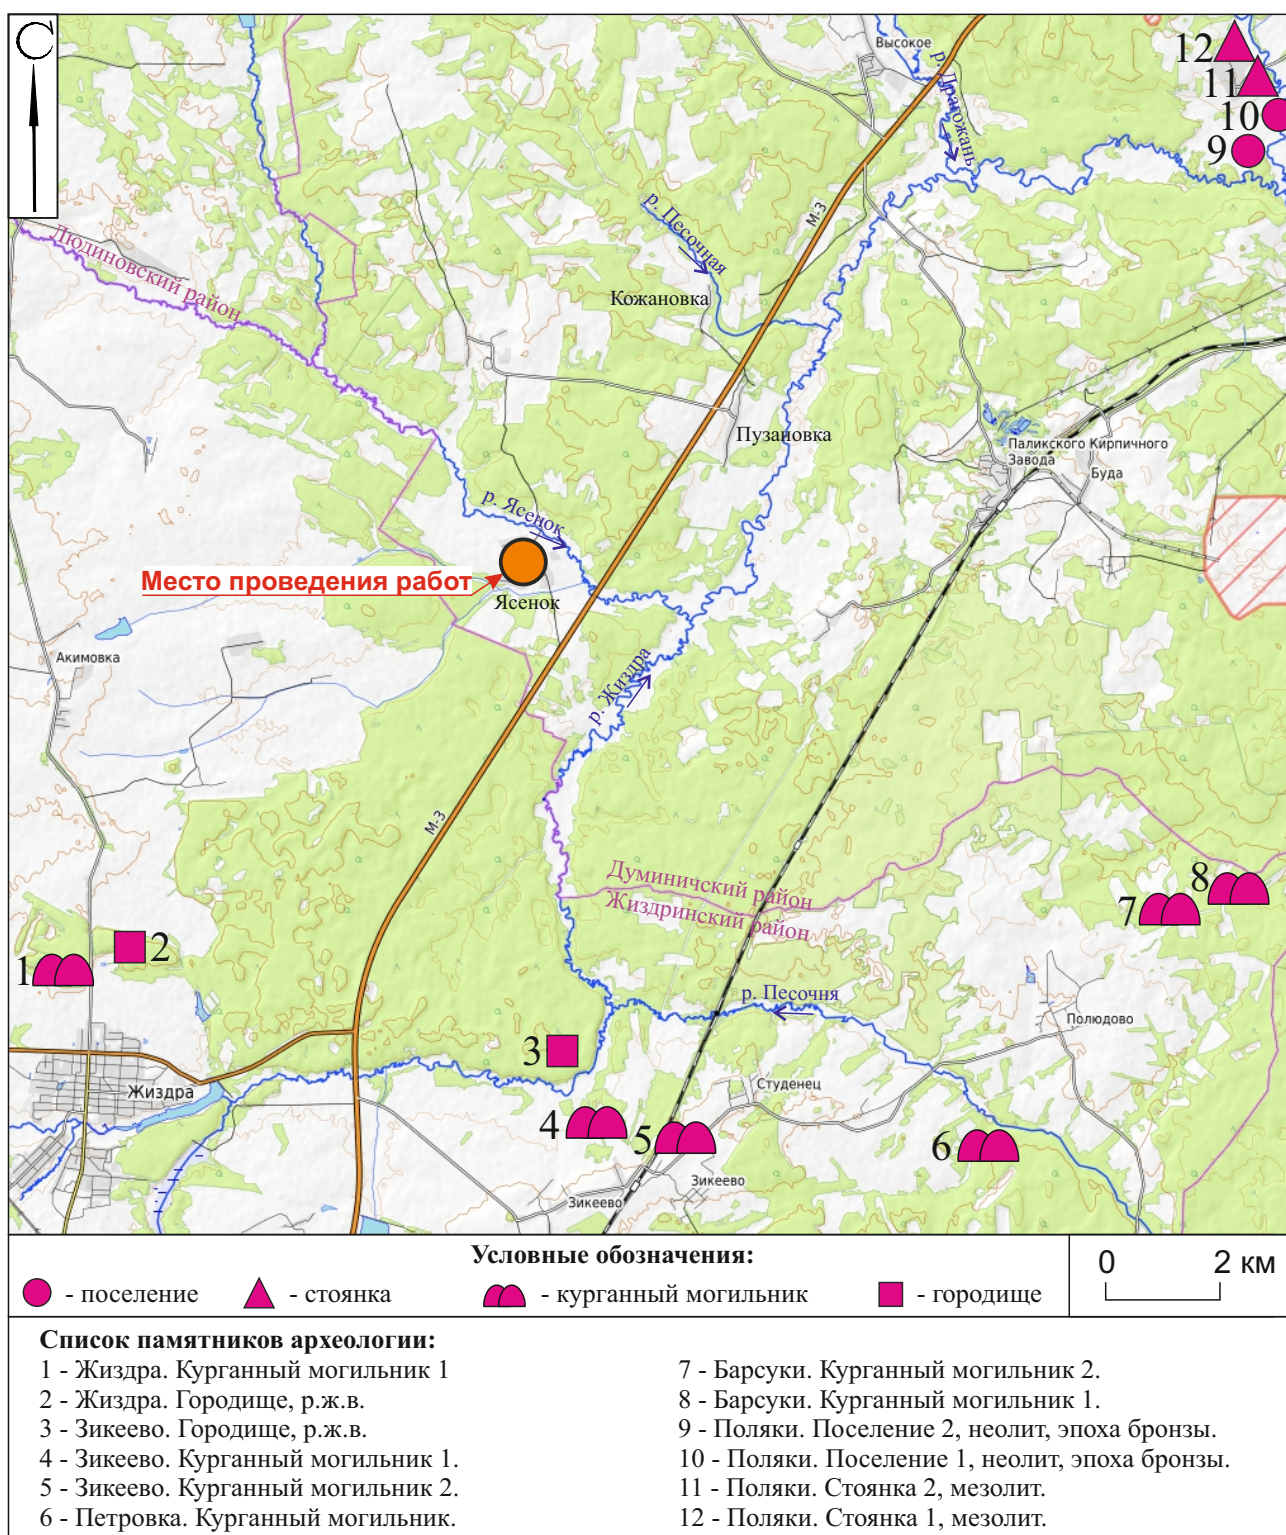 С
Высокое
р. Драгожань
12
11
10
9
М-3
р. Песочная
Кожановка
Людиновский район
Пузановка
Паликского Кирпичного
Завода
Буда
р. Ясенок
Место проведения работ
Ясенок
Акимовка
р. Жиздра
М-3
Думиничский район
Жиздринский район
8
7
1
2
р. Песочня
Полюдово
3
Студенец
Жиздра
4
5
6
Зикеево
Зикеево
Условные обозначения:
- поселение
- стоянка
- курганный могильник
- городище
0 2 км
Список памятников археологии:
1 - Жиздра. Курганный могильник 1
2 - Жиздра. Городище, р.ж.в.
3 - Зикеево. Городище, р.ж.в.
4 - Зикеево. Курганный могильник 1.
5 - Зикеево. Курганный могильник 2.
6 - Петровка. Курганный могильник.
7 - Барсуки. Курганный могильник 2.
8 - Барсуки. Курганный могильник 1.
9 - Поляки. Поселение 2, неолит, эпоха бронзы.
10 - Поляки. Поселение 1, неолит, эпоха бронзы.
11 - Поляки. Стоянка 2, мезолит.
12 - Поляки. Стоянка 1, мезолит.